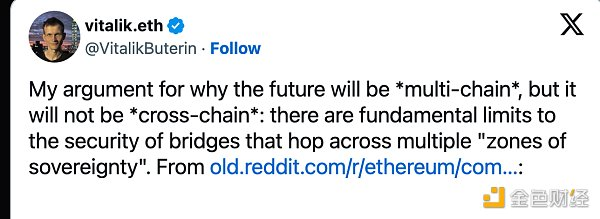 vitalik.eth
@VitalikButerin · Follow
X
My argument for why the future will be *multi-chain*, but it
will not be *cross-chain*: there are fundamental limits to
the security of bridges that hop across multiple "zones of
sovereignty". From old.reddit.com/r/ethereum/com...:
金色财经